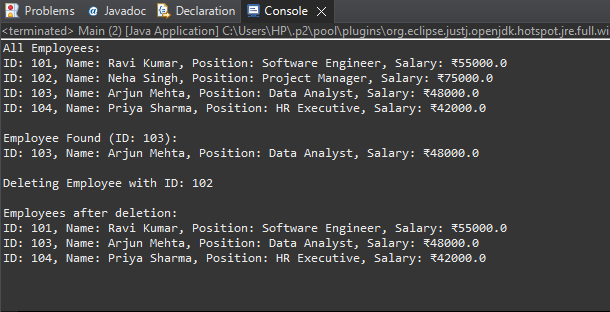 Problems @ Javadoc Declaration Console
<terminated> Main (2) [Java Application] C:\Users\HP\.p2\pool\plugins\org.eclipse.justj.openjdk.hotspot.jre.full.wi
All Employees:
ID: 101, Name: Ravi Kumar, Position: Software Engineer, Salary: ₹55000.0
ID: 102, Name: Neha Singh, Position: Project Manager, Salary: ₹75000.0
ID: 103, Name: Arjun Mehta, Position: Data Analyst, Salary: ₹48000.0
ID: 104, Name: Priya Sharma, Position: HR Executive, Salary: ₹42000.0
Employee Found (ID: 103):
ID: 103, Name: Arjun Mehta, Position: Data Analyst, Salary: ₹48000.0
Deleting Employee with ID: 102
Employees after deletion:
ID: 101, Name: Ravi Kumar, Position: Software Engineer, Salary: ₹55000.0
ID: 103, Name: Arjun Mehta, Position: Data Analyst, Salary: ₹48000.0
ID: 104, Name: Priya Sharma, Position: HR Executive, Salary: ₹42000.0